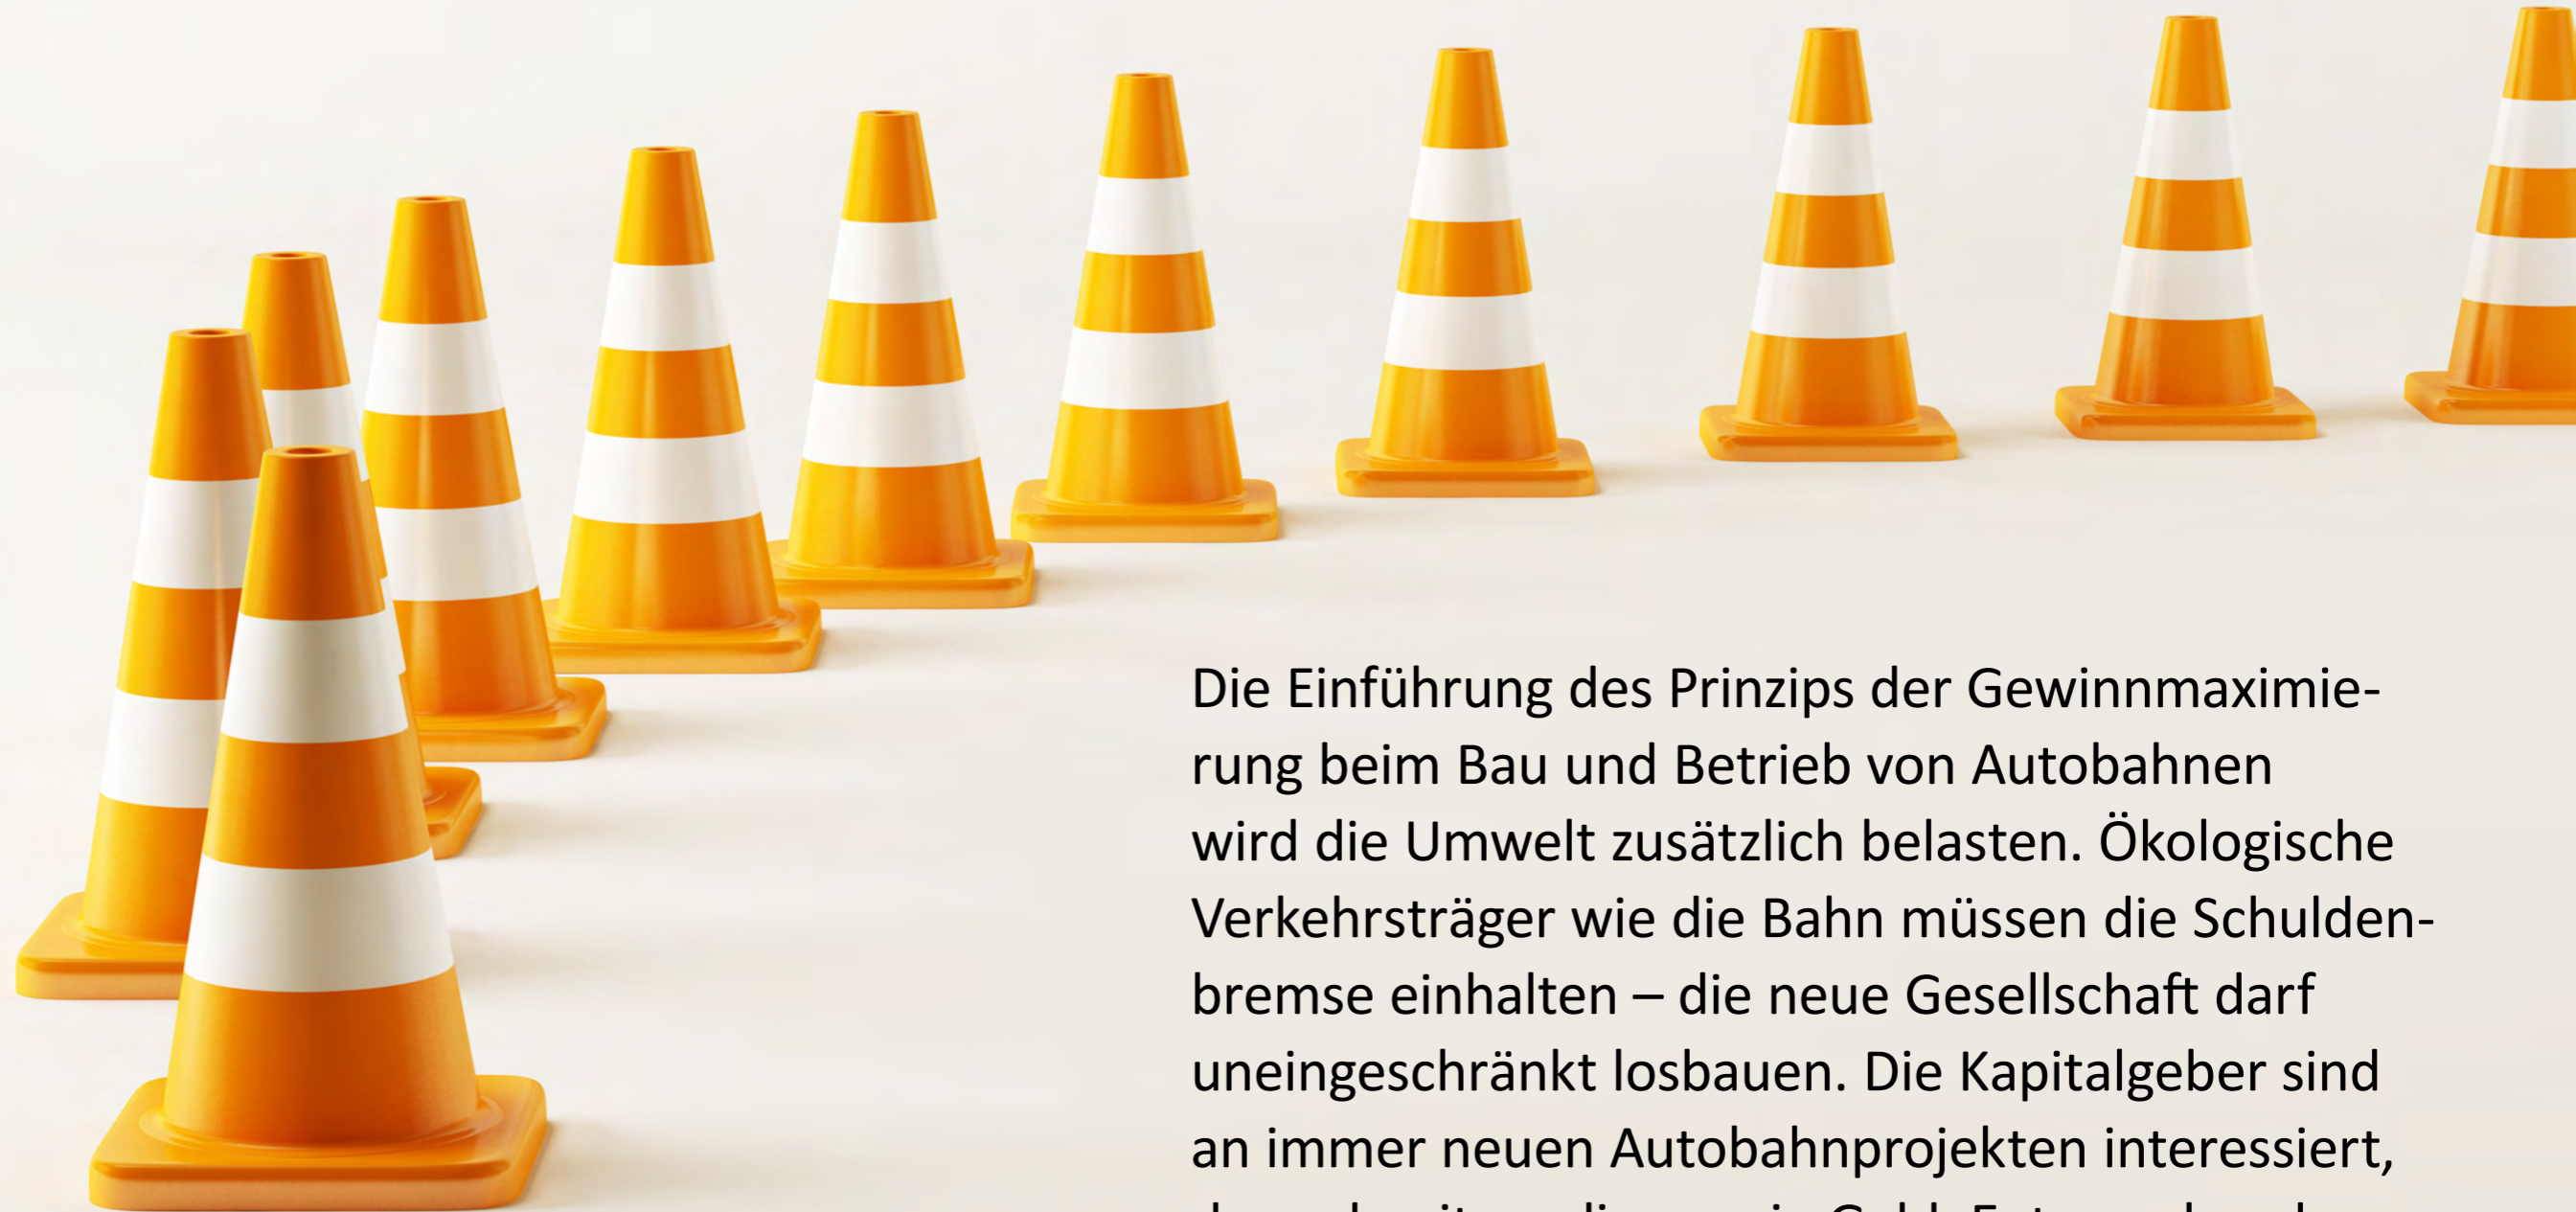 Die Einführung des Prinzips der Gewinnmaximie-
rung beim Bau und Betrieb von Autobahnen
wird die Umwelt zusätzlich belasten. Ökologische
Verkehrsträger wie die Bahn müssen die Schulden-
bremse einhalten – die neue Gesellschaft darf
uneingeschränkt losbauen. Die Kapitalgeber sind
an immer neuen Autobahnprojekten interessiert,